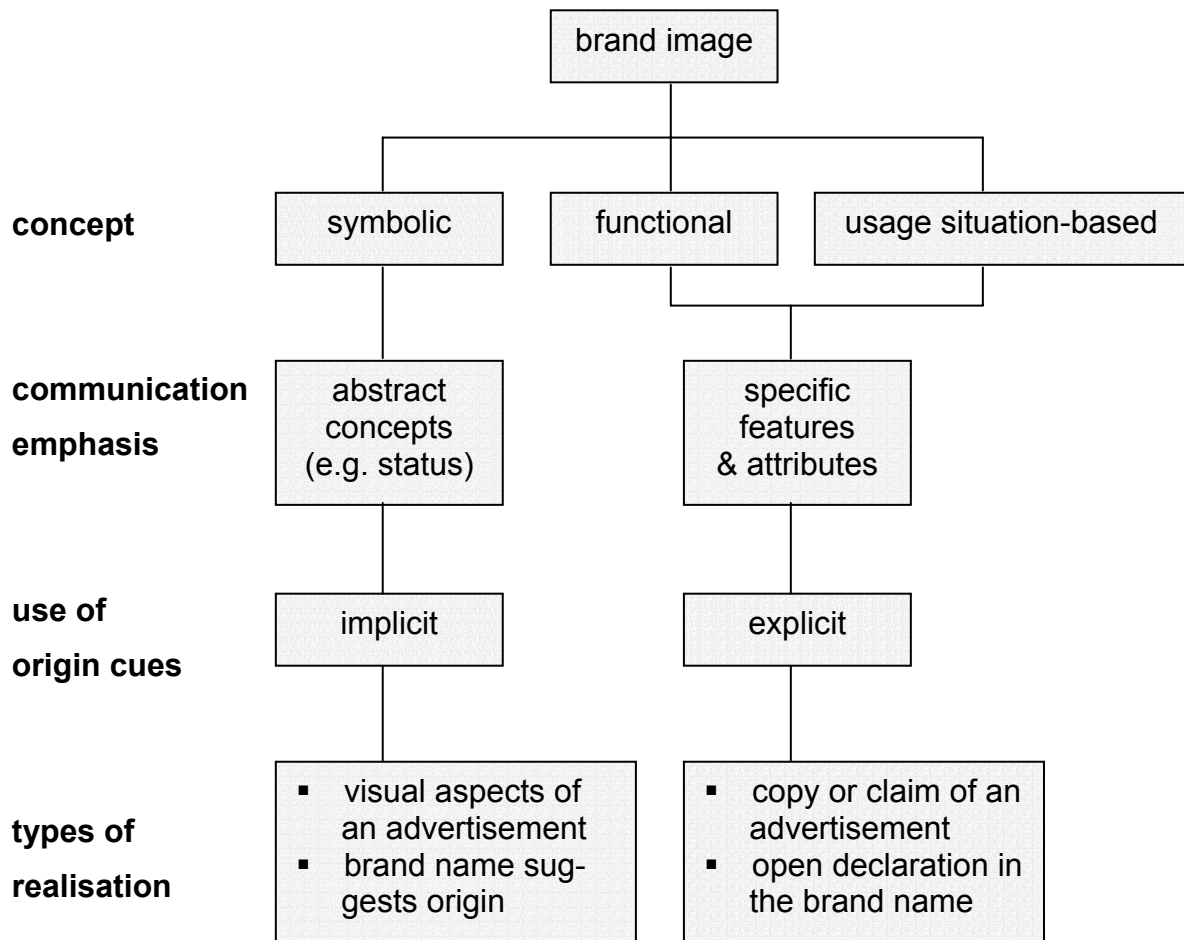 brand image
concept
symbolic
functional
usage situation-based
communication
emphasis
abstract
concepts
(e.g. status)
specific
features
& attributes
use of
origin cues
implicit
explicit
types of
realisation
▪ visual aspects of
an advertisement
▪ brand name sug-
gests origin
▪ copy or claim of an
advertisement
▪ open declaration in
the brand name